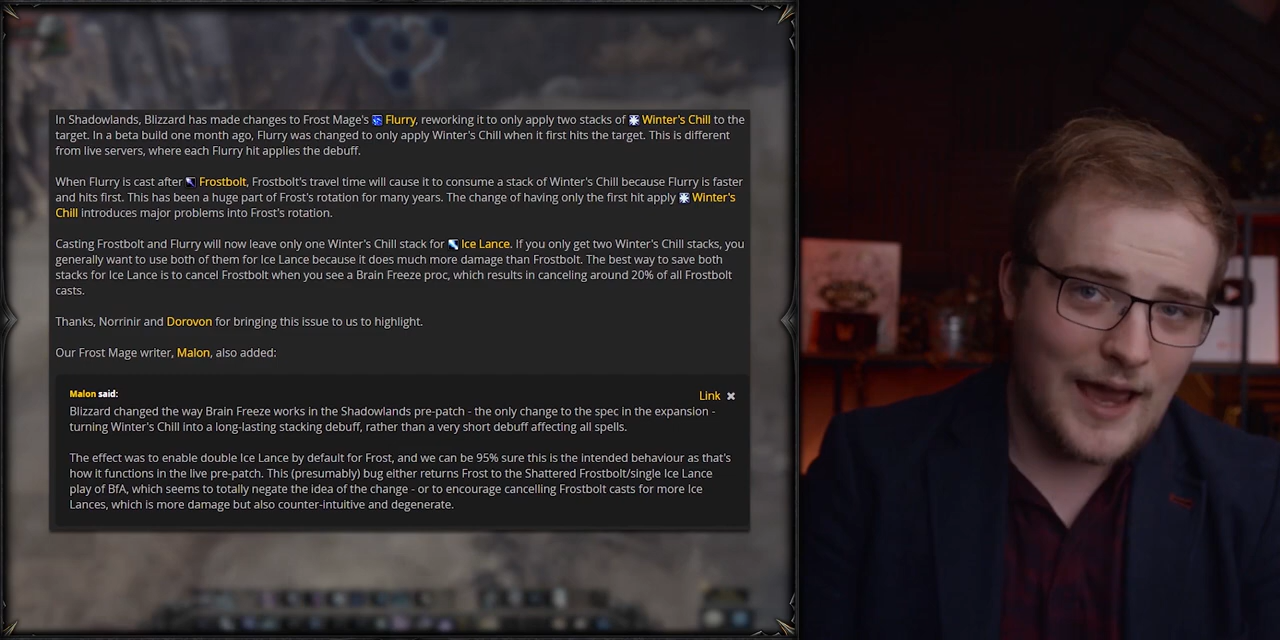 In Shadowlands, Blizzard has made changes to Frost Mage's Flurry, reworking it to only apply two stacks of Winter's Chill to the
target. In a beta build one month ago, Flurry was changed to only apply Winter's Chill when it first hits the target. This is different
from live servers, where each Flurry hit applies the debuff.
When Flurry is cast after Frostbolt, Frostbolt's travel time will cause it to consume a stack of Winter's Chill because Flurry is faster
and hits first. This has been a huge part of Frost's rotation for many years. The change of having only the first hit apply Winter's
Chill introduces major problems into Frost's rotation.
Casting Frostbolt and Flurry will now leave only one Winter's Chill stack for Ice Lance. If you only get two Winter's Chill stacks, you
generally want to use both of them for Ice Lance because it does much more damage than Frostbolt. The best way to save both
stacks for Ice Lance is to cancel Frostbolt when you see a Brain Freeze proc, which results in canceling around 20% of all Frostbolt
casts.
Thanks, Norrinir and Dorovon for bringing this issue to us to highlight.
Our Frost Mage writer, Malon, also added:
Malon said:
Link ✖
Blizzard changed the way Brain Freeze works in the Shadowlands pre-patch - the only change to the spec in the expansion -
turning Winter's Chill into a long-lasting stacking debuff, rather than a very short debuff affecting all spells.
The effect was to enable double Ice Lance by default for Frost, and we can be 95% sure this is the intended behaviour as that's
how it functions in the live pre-patch. This (presumably) bug either returns Frost to the Shattered Frostbolt/single Ice Lance
play of BfA, which seems to totally negate the idea of the change - or to encourage cancelling Frostbolt casts for more Ice
Lances, which is more damage but also counter-intuitive and degenerate.